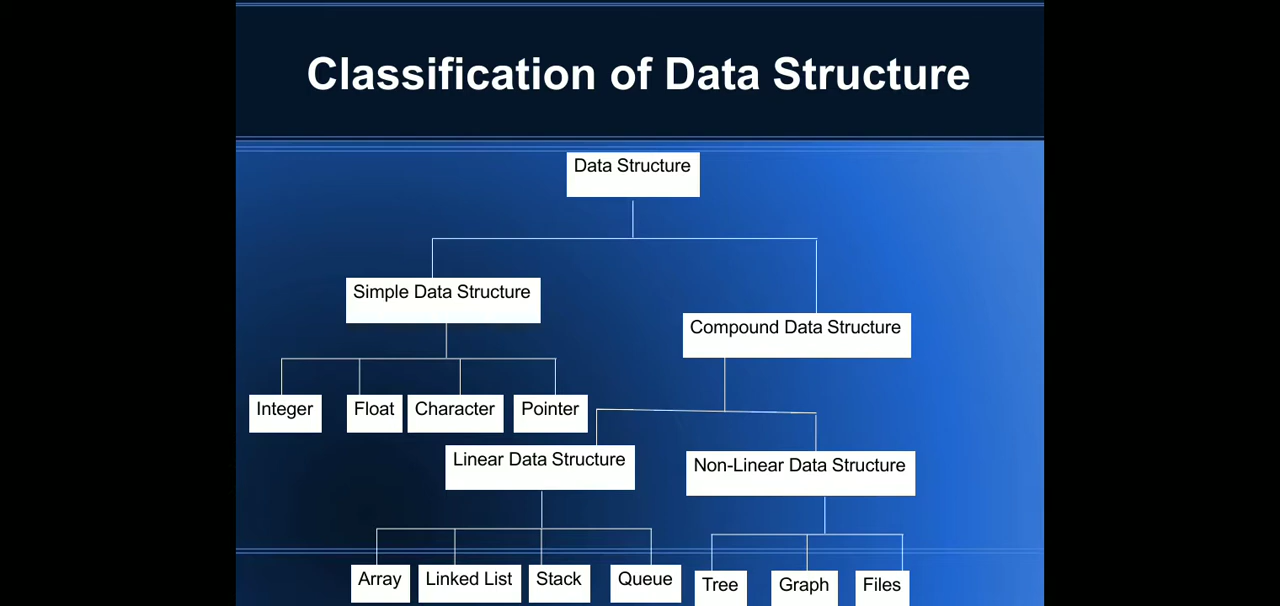 Classification of Data Structure
Data Structure
Simple Data Structure
Compound Data Structure
Integer
Float
Character
Pointer
Linear Data Structure
Non-Linear Data Structure
Array
Linked List
Stack
Queue
Tree
Graph
Files